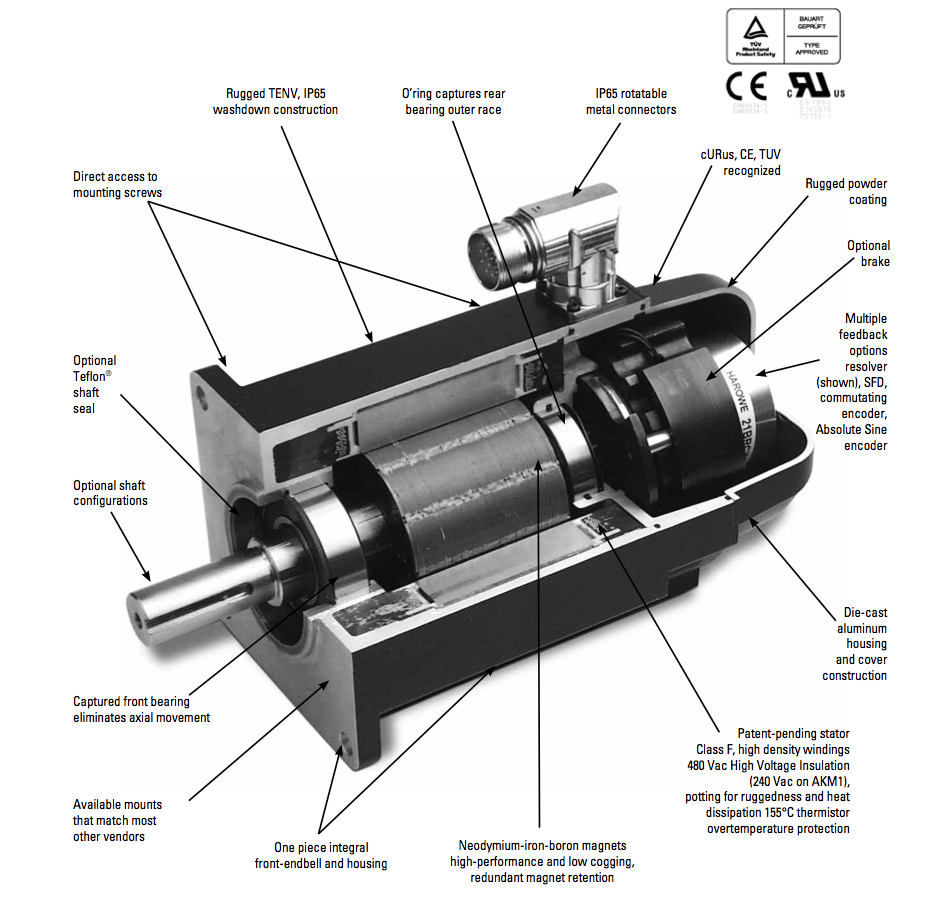 BAUART
GEPRÜFT
TÜV
Rheinland
Product Safety
TYPE
APPROVED
CE
c UR US
Rugged TENV, IP65
washdown construction
O'ring captures rear
bearing outer race
IP65 rotatable
metal connectors
cURus, CE, TUV
recognized
Direct access to
mounting screws
Rugged powder
coating
Optional
brake
Multiple
feedback
options
resolver
(shown), SFD,
commutating
encoder,
Absolute Sine
encoder
HAROWE 21BRC
Optional
Teflon®
shaft
seal
Optional shaft
configurations
Die-cast
aluminum
housing
and cover
construction
Captured front bearing
eliminates axial movement
Patent-pending stator
Class F, high density windings
480 Vac High Voltage Insulation
(240 Vac on AKM1),
potting for ruggedness and heat
dissipation 155°C thermistor
overtemperature protection
Available mounts
that match most
other vendors
One piece integral
front-endbell and housing
Neodymium-iron-boron magnets
high-performance and low cogging,
redundant magnet retention